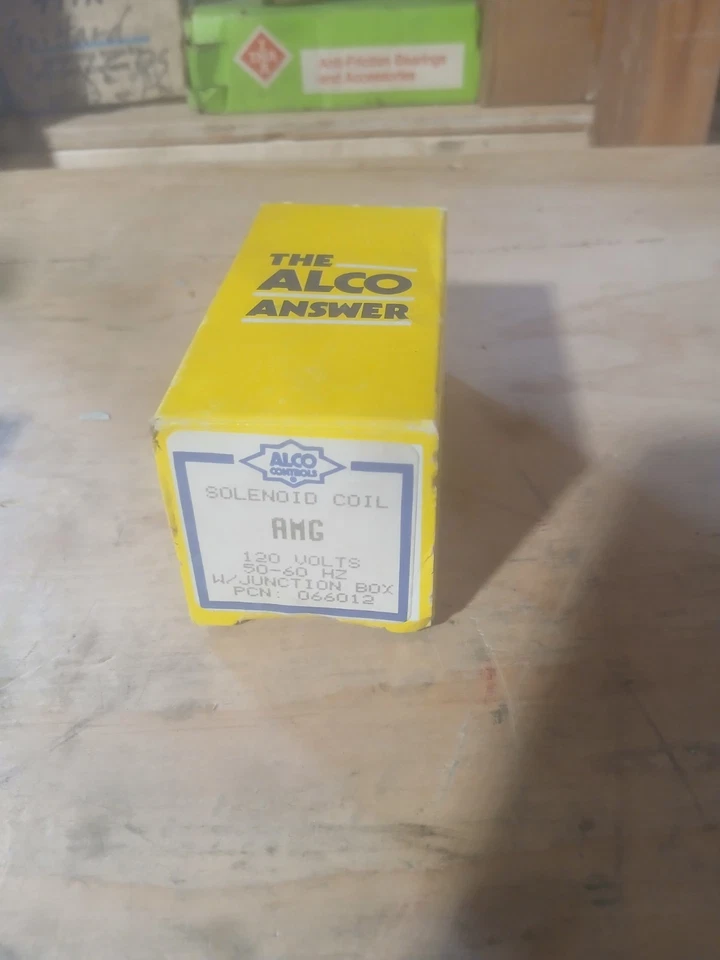 Anti-Friction Bearings
and Accessories
THE
ALCO
ANSWER
ALCO
CONTROLS
SOLENOID COIL
AMG
120 VOLTS
50-60 HZ
W/JUNCTION BOX
PCN: 066012